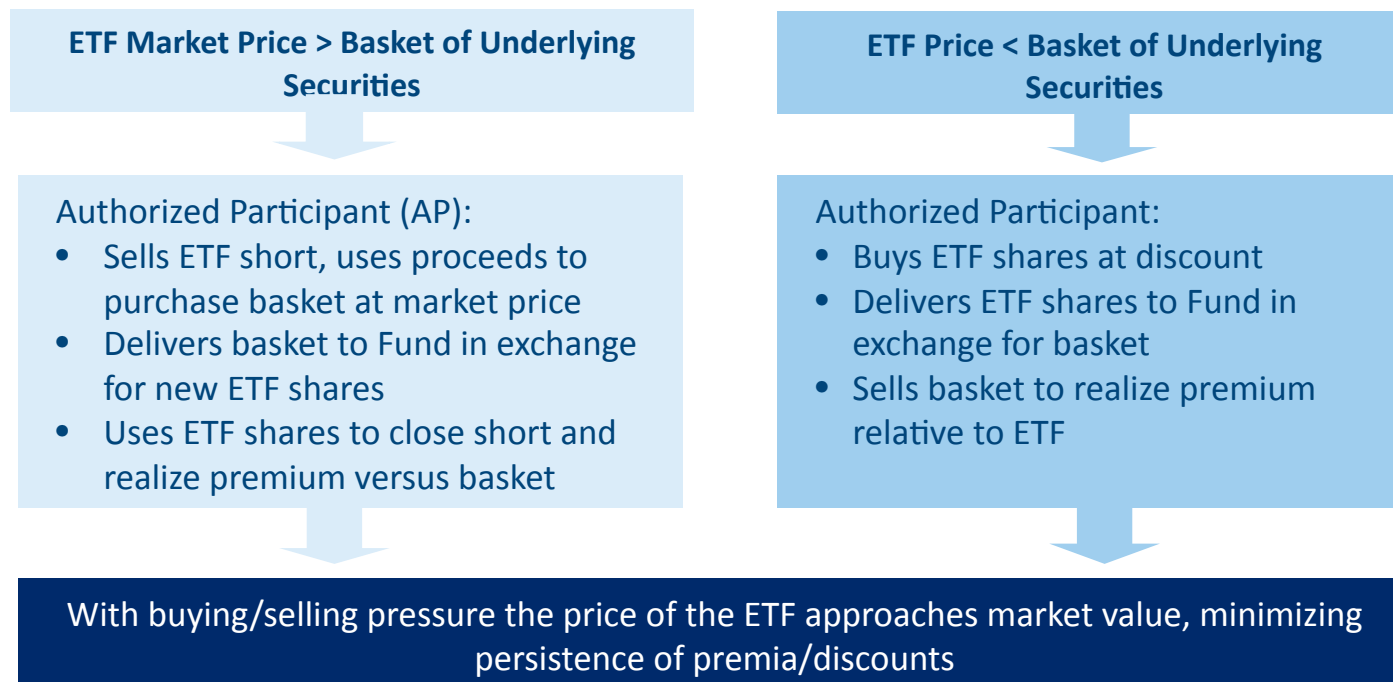 ETF Market Price > Basket of Underlying
Securities
Authorized Participant (AP):
• Sells ETF short, uses proceeds to
purchase basket at market price
• Delivers basket to Fund in exchange
for new ETF shares
• Uses ETF shares to close short and
realize premium versus basket
ETF Price < Basket of Underlying
Securities
Authorized Participant:
• Buys ETF shares at discount
• Delivers ETF shares to Fund in
exchange for basket
• Sells basket to realize premium
relative to ETF
With buying/selling pressure the price of the ETF approaches market value, minimizing
persistence of premia/discounts